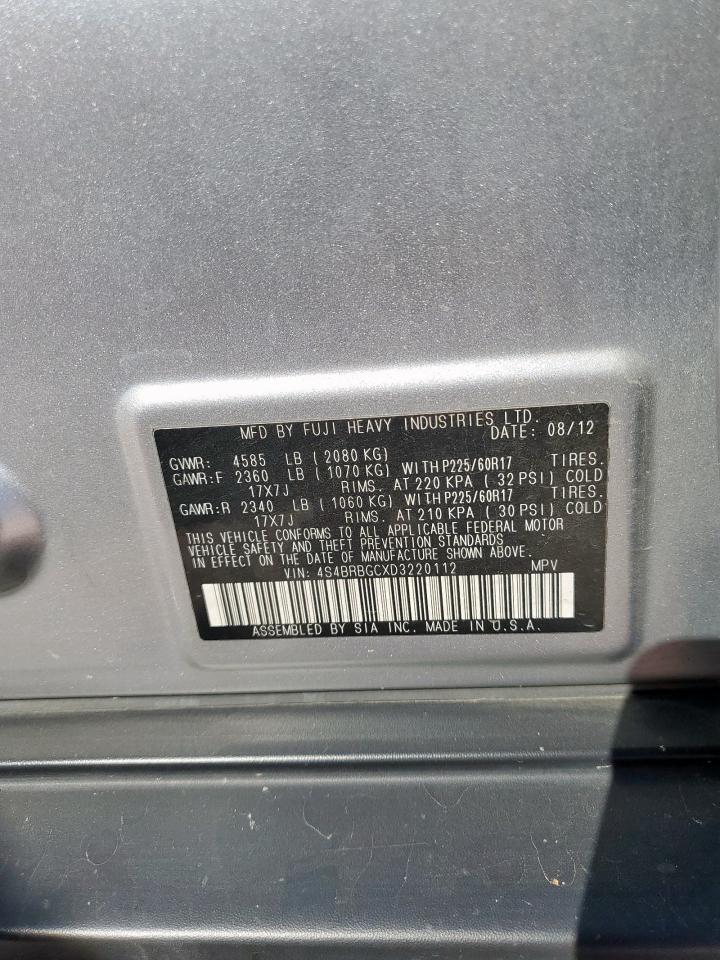 MFD BY FUJI HEAVY INDUSTRIES LTD.
DATE: 08/12
GVWR: 4585 LB (2080 KG)
GAWR:F 2360 LB (1070 KG) WITH P225/60R17 TIRES.
17X7J RIMS. AT 220 KPA (32 PSI) COLD
GAWR:R 2340 LB (1060 KG) WITH P225/60R17 TIRES.
17X7J RIMS. AT 210 KPA (30 PSI) COLD
THIS VEHICLE CONFORMS TO ALL APPLICABLE FEDERAL MOTOR
VEHICLE SAFETY AND THEFT PREVENTION STANDARDS
IN EFFECT ON THE DATE OF MANUFACTURE SHOWN ABOVE.
VIN: 4S4BRBGCXD3220112 MPV
ASSEMBLED BY SIA INC. MADE IN U.S.A.